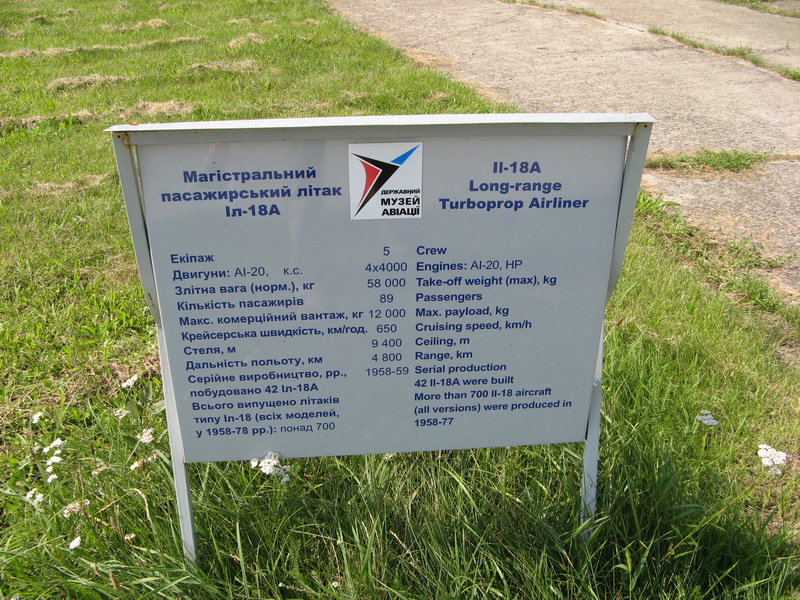 Магістральний
пасажирський літак
Іл-18А
ДЕРЖАВНИЙ
МУЗЕЙ
АВІАЦІЇ
Il-18A
Long-range
Turboprop Airliner
Екіпаж 5 Crew
Двигуни: АІ-20, к.с. 4x4000 Engines: AI-20, HP
Злітна вага (норм.), кг 58 000 Take-off weight (max), kg
Кількість пасажирів 89 Passengers
Макс. комерційний вантаж, кг 12 000 Max. payload, kg
Крейсерська швидкість, км/год. 650 Cruising speed, km/h
Стеля, м 9 400 Ceiling, m
Дальність польоту, км 4 800 Range, km
Серійне виробництво, рр., 1958-59 Serial production
побудовано 42 Іл-18А 42 Il-18A were built
Всього випущено літаків More than 700 Il-18 aircraft
типу Іл-18 (всіх моделей, (all versions) were produced in
у 1958-78 рр.): понад 700 1958-77